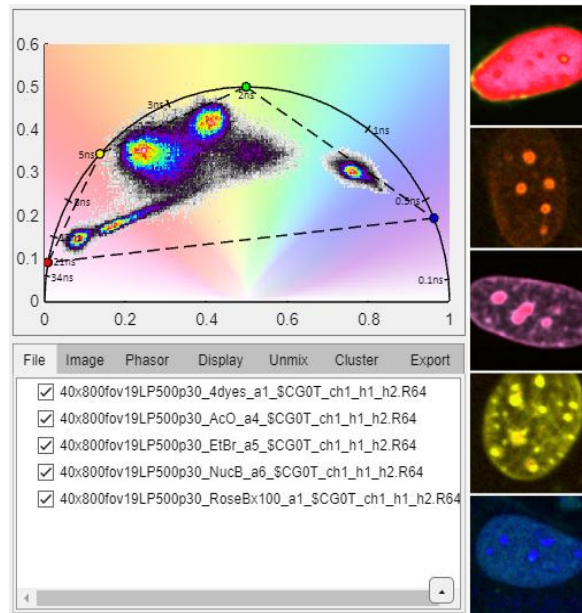 0.6
0.5
0.4
0.3
0.2
0.1
0
0 0.2 0.4 0.6 0.8 1
3ns
2ns
1ns
5ns
8ns
0.5ns
21ns
34ns
0.1ns
File Image Phasor Display Unmix Cluster Export
40x800fov19LP500p30_4dyes_a1_$CG0T_ch1_h1_h2.R64
40x800fov19LP500p30_AcO_a4_$CG0T_ch1_h1_h2.R64
40x800fov19LP500p30_EtBr_a5_$CG0T_ch1_h1_h2.R64
40x800fov19LP500p30_NucB_a6_$CG0T_ch1_h1_h2.R64
40x800fov19LP500p30_RoseBx100_a1_$CG0T_ch1_h1_h2.R64